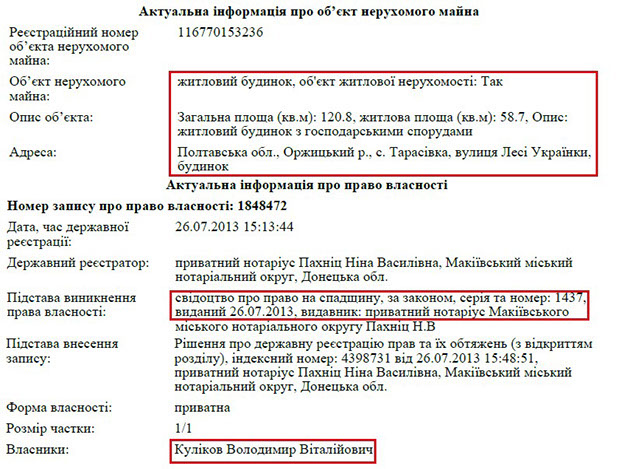 Актуальна інформація про об’єкт нерухомого майна
Реєстраційний номер 116770153236
об’єкта нерухомого
майна:
Об’єкт нерухомого житловий будинок, об'єкт житлової нерухомості: Так
майна:
Опис об’єкта: Загальна площа (кв.м): 120.8, житлова площа (кв.м): 58.7, Опис:
житловий будинок з господарськими спорудами
Адреса: Полтавська обл., Оржицький р., с. Тарасівка, вулиця Лесі Українки,
будинок
Актуальна інформація про право власності
Номер запису про право власності: 1848472
Дата, час державної 26.07.2013 15:13:44
реєстрації:
Державний реєстратор: приватний нотаріус Пахніц Ніна Василівна, Макіївський міський
нотаріальний округ, Донецька обл.
Підстава виникнення свідоцтво про право на спадщину, за законом, серія та номер: 1437,
права власності: виданий 26.07.2013, видавник: приватний нотаріус Макіївського
міського нотаріального округу Пахніц Н.В
Підстава внесення Рішення про державну реєстрацію прав та їх обтяжень (з відкриттям
запису: розділу), індексний номер: 4398731 від 26.07.2013 15:48:51,
приватний нотаріус Пахніц Ніна Василівна, Макіївський міський
нотаріальний округ, Донецька обл.
Форма власності: приватна
Розмір частки: 1/1
Власники: Куліков Володимир Віталійович